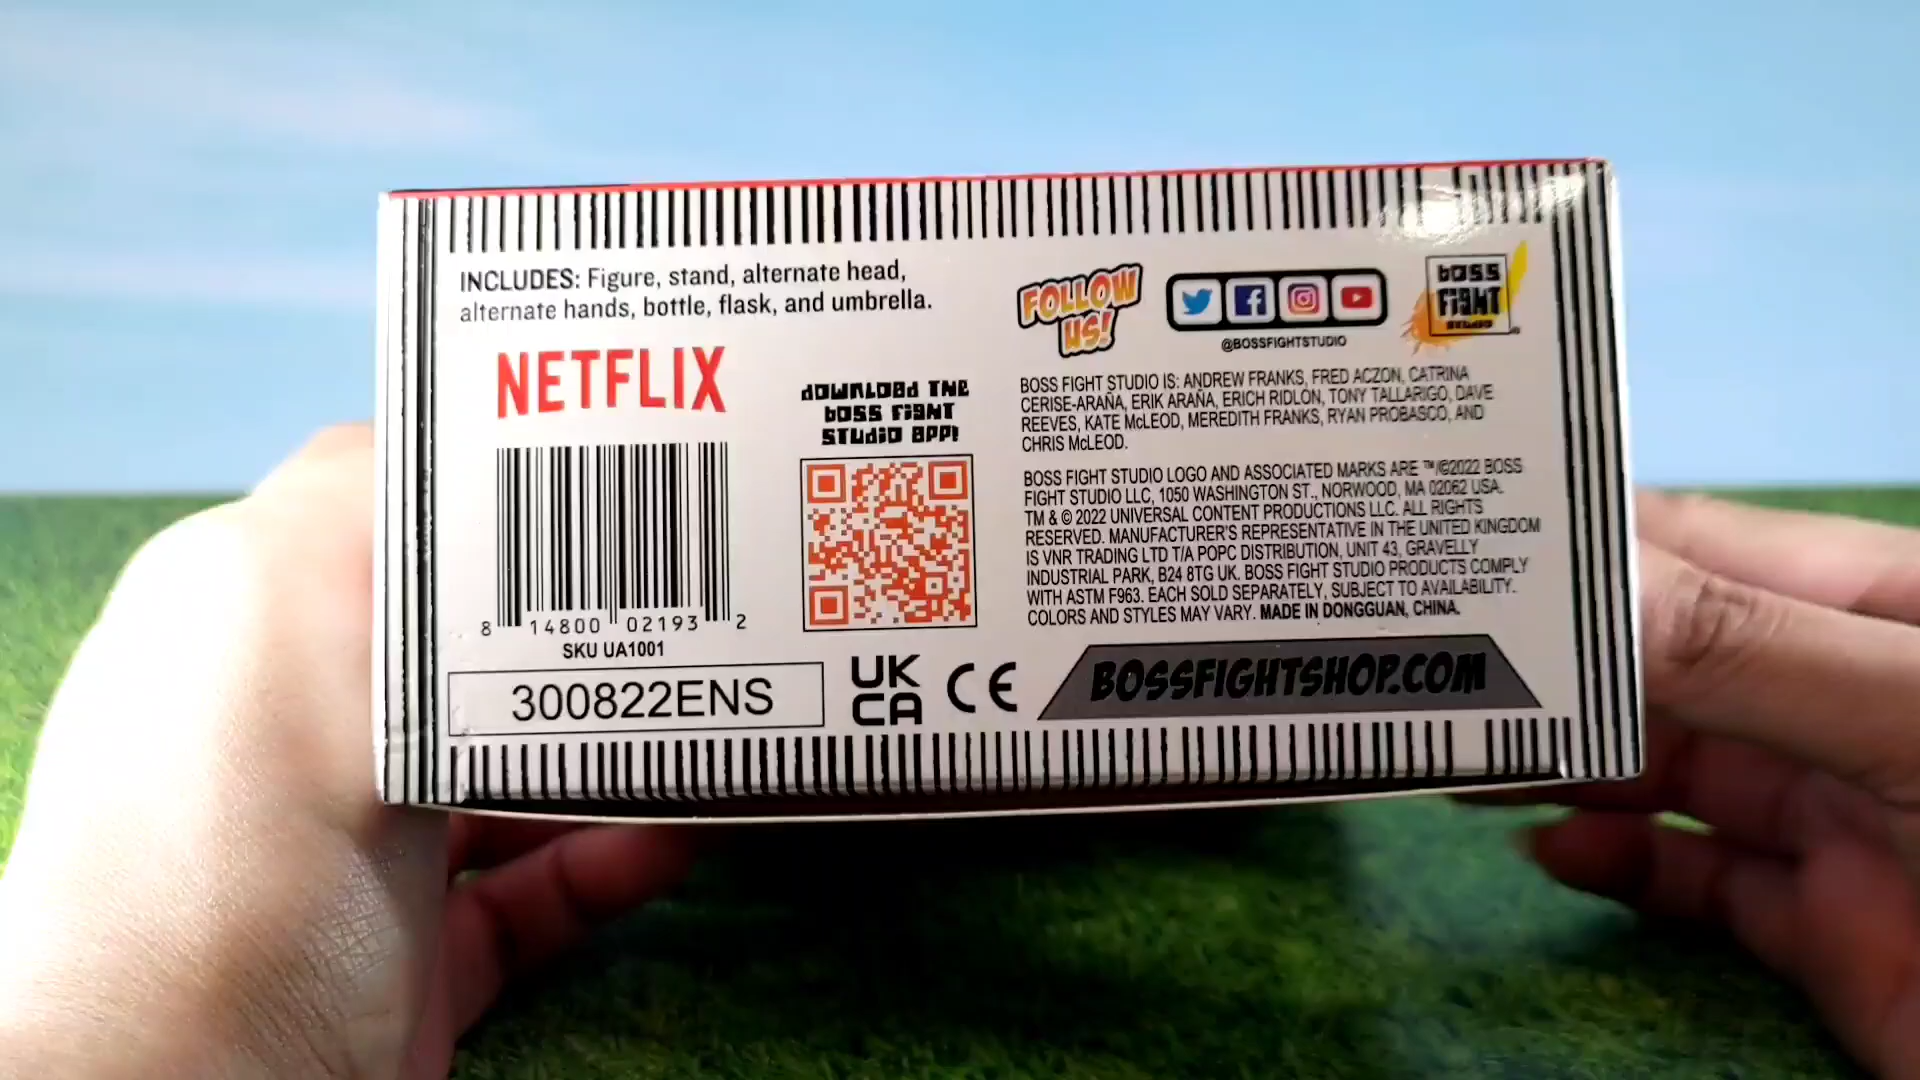 INCLUDES: Figure, stand, alternate head,
alternate hands, bottle, flask, and umbrella.
NETFLIX
8 14800 02193 2
SKU UA1001
300822ENS
DOWNLOAD THE
BOSS FIGHT
STUDIO APP!
UK
CA
CE
FOLLOW
US!
@BOSSFIGHTSTUDIO
BOSS
FIGHT
STUDIO
BOSS FIGHT STUDIO IS: ANDREW FRANKS, FRED ACZON, CATRINA
CERISE-ARAÑA, ERIK ARAÑA, ERICH RIDLON, TONY TALLARIGO, DAVE
REEVES, KATE McLEOD, MEREDITH FRANKS, RYAN PROBASCO, AND
CHRIS McLEOD.
BOSS FIGHT STUDIO LOGO AND ASSOCIATED MARKS ARE ™/©2022 BOSS
FIGHT STUDIO LLC, 1050 WASHINGTON ST., NORWOOD, MA 02062 USA.
TM & © 2022 UNIVERSAL CONTENT PRODUCTIONS LLC. ALL RIGHTS
RESERVED. MANUFACTURER'S REPRESENTATIVE IN THE UNITED KINGDOM
IS VNR TRADING LTD T/A POPC DISTRIBUTION, UNIT 43, GRAVELLY
INDUSTRIAL PARK, B24 8TG UK. BOSS FIGHT STUDIO PRODUCTS COMPLY
WITH ASTM F963. EACH SOLD SEPARATELY, SUBJECT TO AVAILABILITY.
COLORS AND STYLES MAY VARY. MADE IN DONGGUAN, CHINA.
BOSSFIGHTSHOP.COM